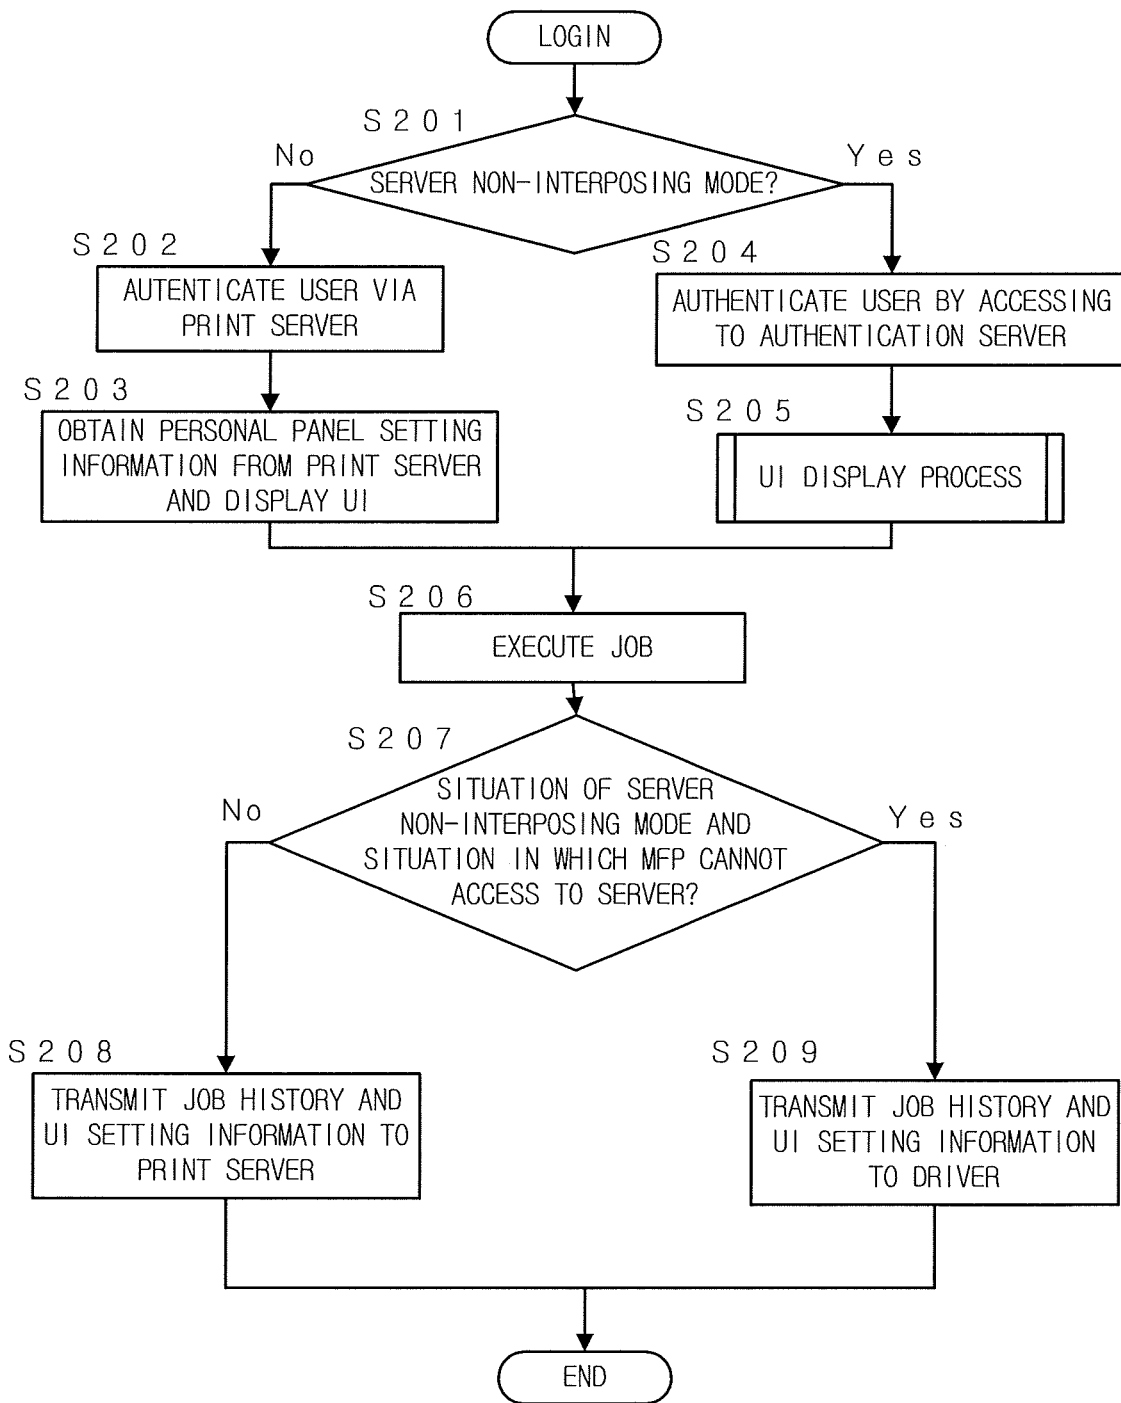 LOGIN
S201
No
Yes
SERVER NON-INTERPOSING MODE?
S202
AUTENTICATE USER VIA
PRINT SERVER
S204
AUTHENTICATE USER BY ACCESSING
TO AUTHENTICATION SERVER
S203
OBTAIN PERSONAL PANEL SETTING
INFORMATION FROM PRINT SERVER
AND DISPLAY UI
S205
UI DISPLAY PROCESS
S206
EXECUTE JOB
S207
No
Yes
SITUATION OF SERVER
NON-INTERPOSING MODE AND
SITUATION IN WHICH MFP CANNOT
ACCESS TO SERVER?
S208
TRANSMIT JOB HISTORY AND
UI SETTING INFORMATION TO
PRINT SERVER
S209
TRANSMIT JOB HISTORY AND
UI SETTING INFORMATION
TO DRIVER
END